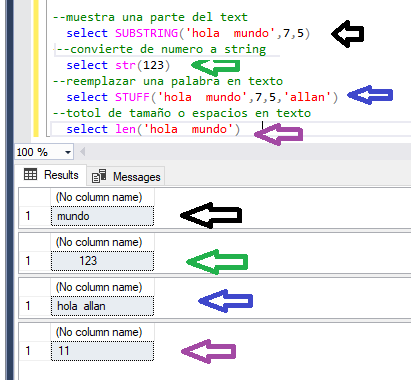 --muestra una parte del text
select SUBSTRING('hola  mundo',7,5)
--convierte de numero a string
select str(123)
--reemplazar una palabra en texto
select STUFF('hola  mundo',7,5,'allan')
--totol de tamaño o espacios en texto
select len('hola  mundo')
100 %
Results Messages
(No column name)
1 mundo
(No column name)
1 123
(No column name)
1 hola  allan
(No column name)
1 11